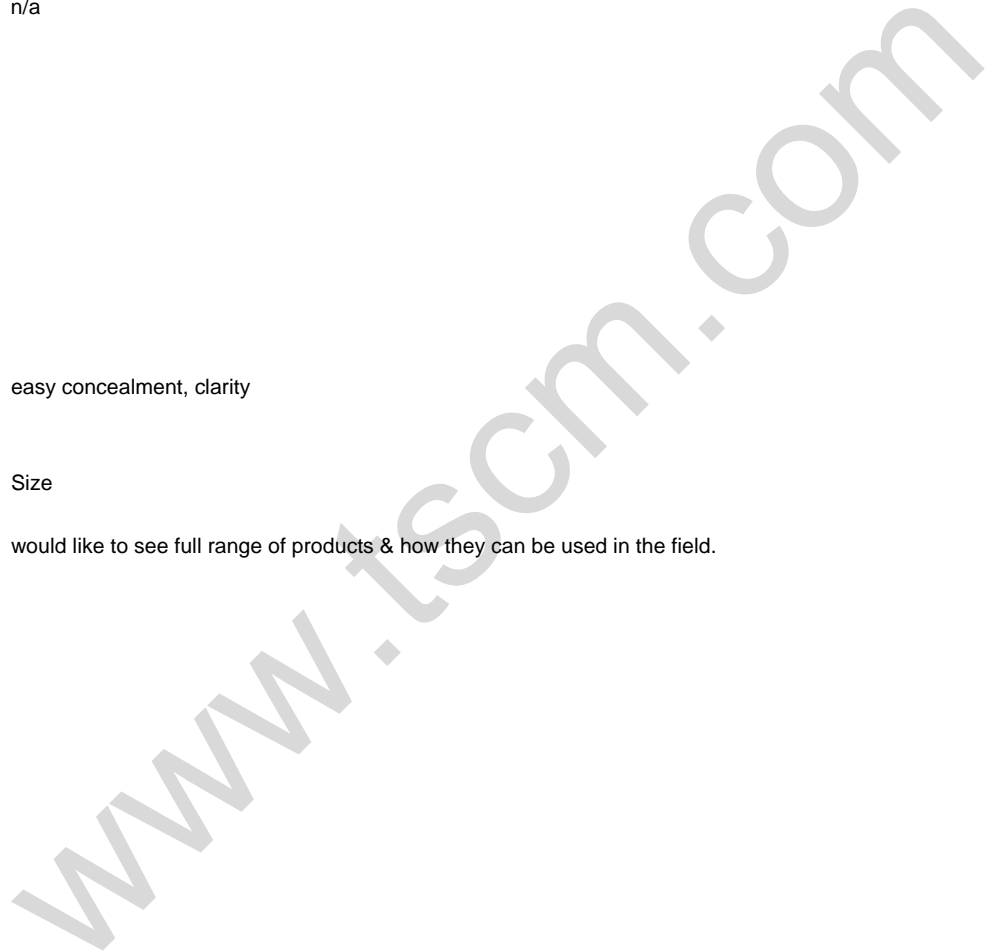 n/a
easy concealment, clarity
Size
would like to see full range of products & how they can be used in the field.
www.tscm.com